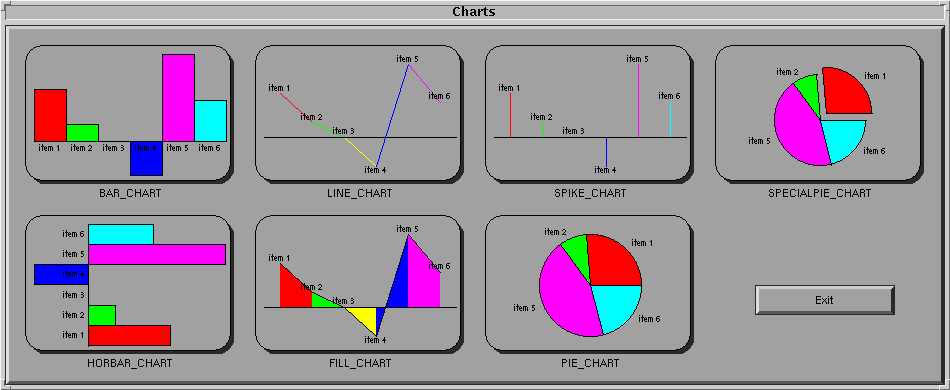 Charts
item 1
item 2
item 3
item 4
item 5
item 6
BAR_CHART
item 1
item 2
item 3
item 4
item 5
item 6
LINE_CHART
item 1
item 2
item 3
item 4
item 5
item 6
SPIKE_CHART
item 1
item 2
item 5
item 6
SPECIALPIE_CHART
item 6
item 5
item 4
item 3
item 2
item 1
HORBAR_CHART
item 1
item 2
item 3
item 4
item 5
item 6
FILL_CHART
item 1
item 2
item 5
item 6
PIE_CHART
Exit